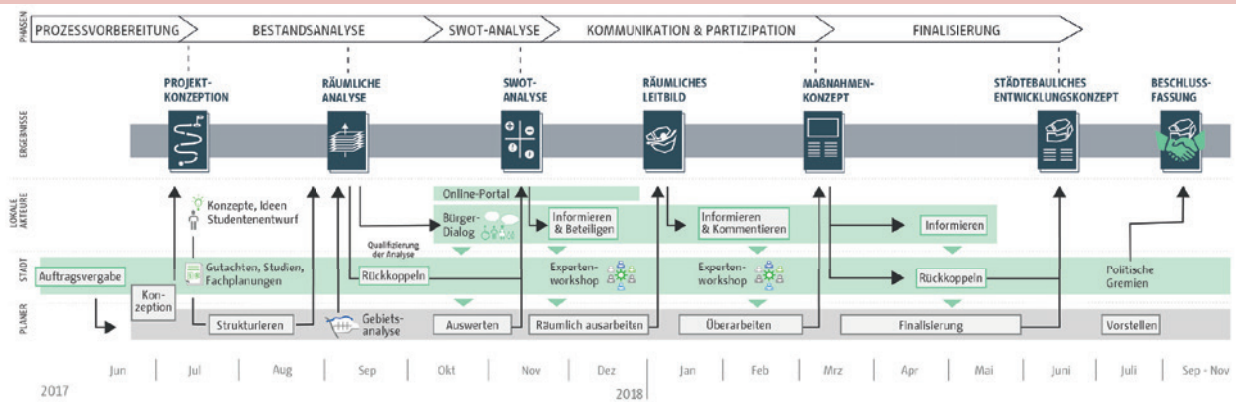 PHASEN
PROZESSVORBEREITUNG
BESTANDSANALYSE
SWOT-ANALYSE
KOMMUNIKATION & PARTIZIPATION
FINALISIERUNG
ERGEBNISSE
PROJEKT-
KONZEPTION
RÄUMLICHE
ANALYSE
SWOT-
ANALYSE
RÄUMLICHES
LEITBILD
MAßNAHMEN-
KONZEPT
STÄDTEBAULICHES
ENTWICKLUNGSKONZEPT
BESCHLUSS-
FASSUNG
LOKALE
AKTEURE
Konzepte, Ideen
Studentenentwurf
Online-Portal
Bürger-
Dialog
Informieren
& Beteiligen
Informieren
& Kommentieren
Informieren
STADT
Auftragsvergabe
Gutachten, Studien,
Fachplanungen
Qualifizierung
der Analyse
Rückkoppeln
Experten-
workshop
Experten-
workshop
Rückkoppeln
Politische
Gremien
PLANER
Kon-
zeption
Strukturieren
Gebiets-
analyse
Auswerten
Räumlich ausarbeiten
Überarbeiten
Finalisierung
Vorstellen
Jun
Jul
Aug
Sep
Okt
Nov
Dez
Jan
Feb
Mrz
Apr
Mai
Juni
Juli
Sep - Nov
2017
2018